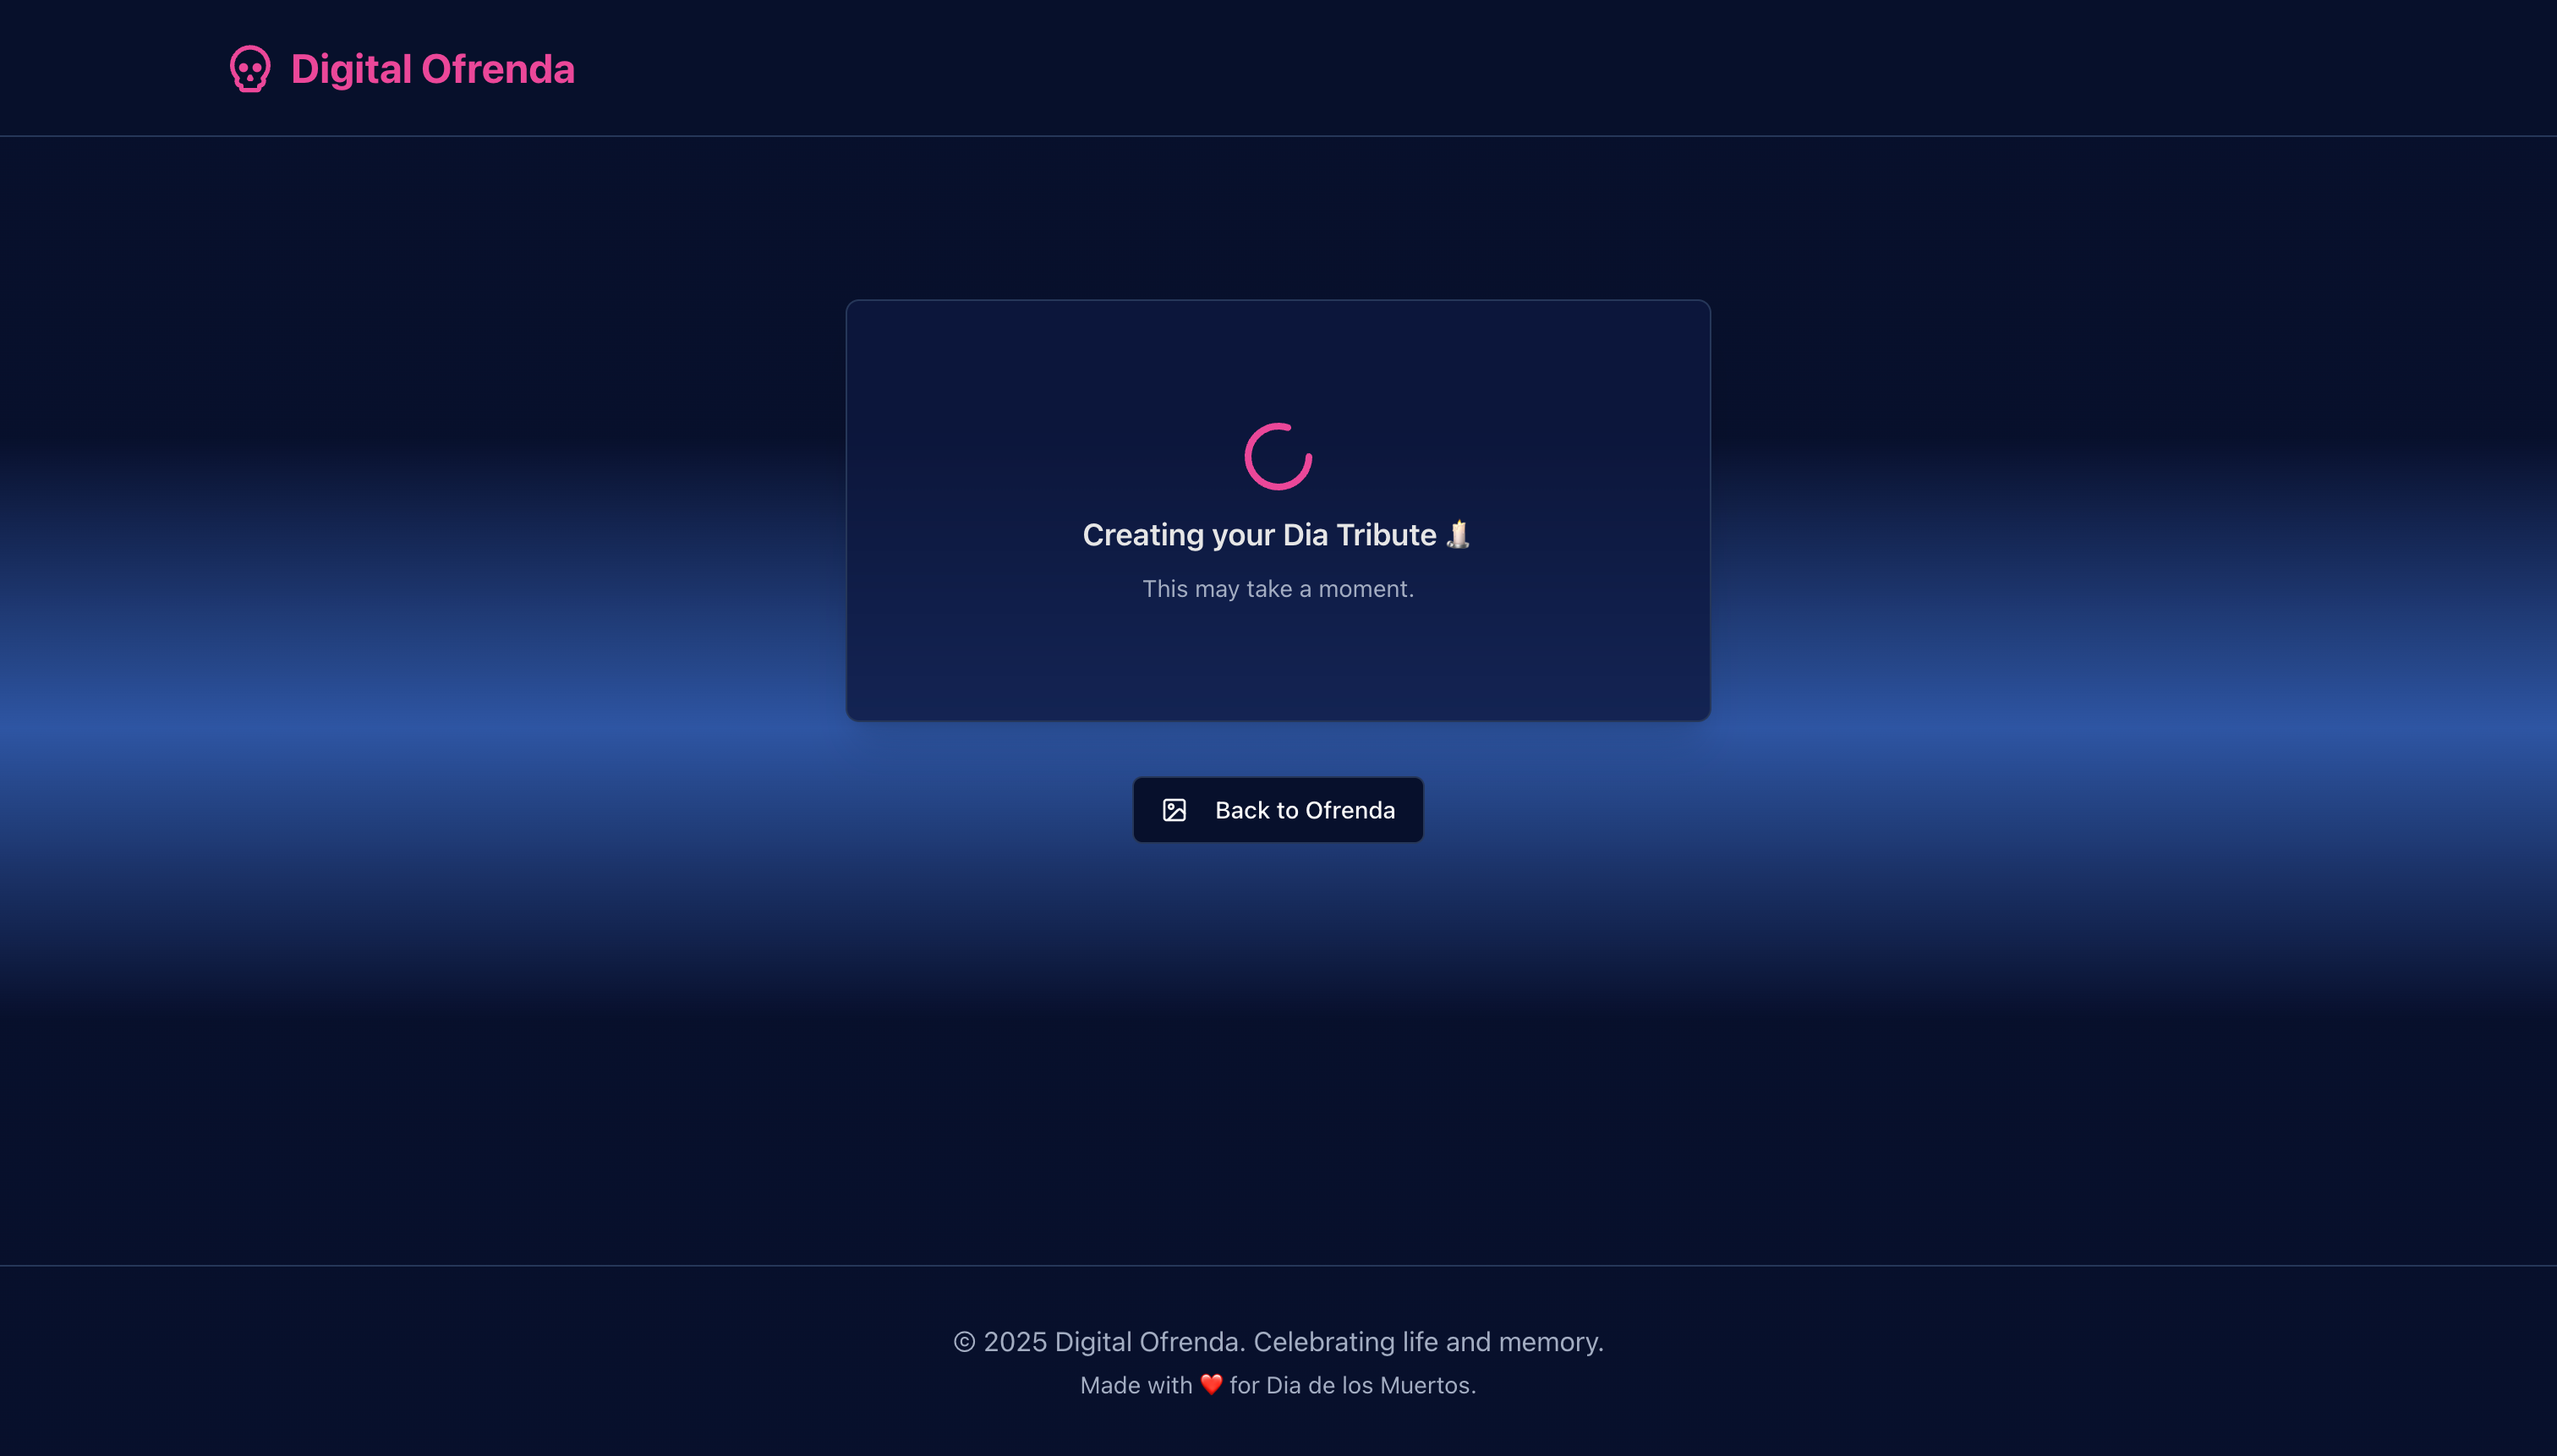 Digital Ofrenda
Creating your Dia Tribute 🕯️
This may take a moment.
Back to Ofrenda
© 2025 Digital Ofrenda. Celebrating life and memory.
Made with ❤️ for Dia de los Muertos.